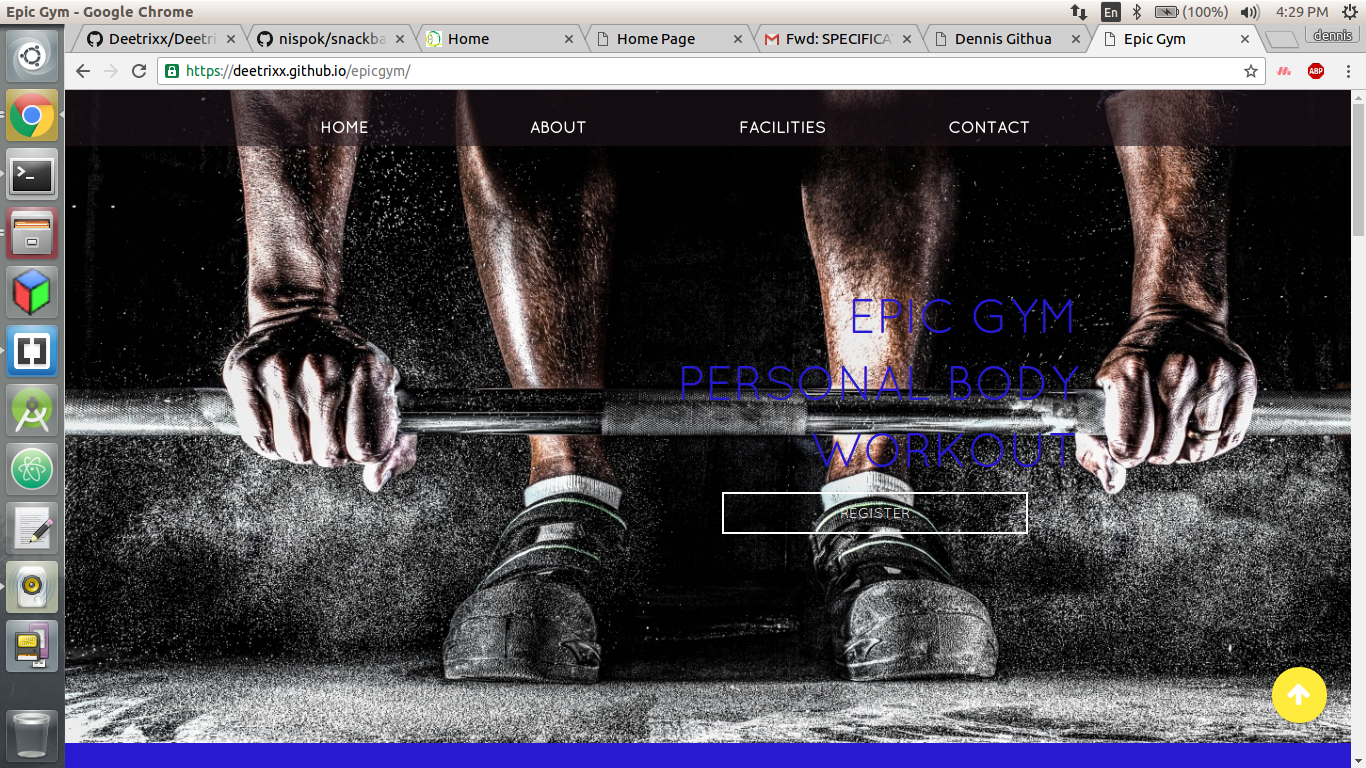 Epic Gym - Google Chrome
En
(100%)
4:29 PM
Deetrixx/Deetri
nispok/snackba
Home
Home Page
Fwd: SPECIFICA
Dennis Githua
Epic Gym
dennis
https://deetrixx.github.io/epicgym/
ABP
HOME
ABOUT
FACILITIES
CONTACT
EPIC GYM
PERSONAL BODY
WORKOUT
REGISTER